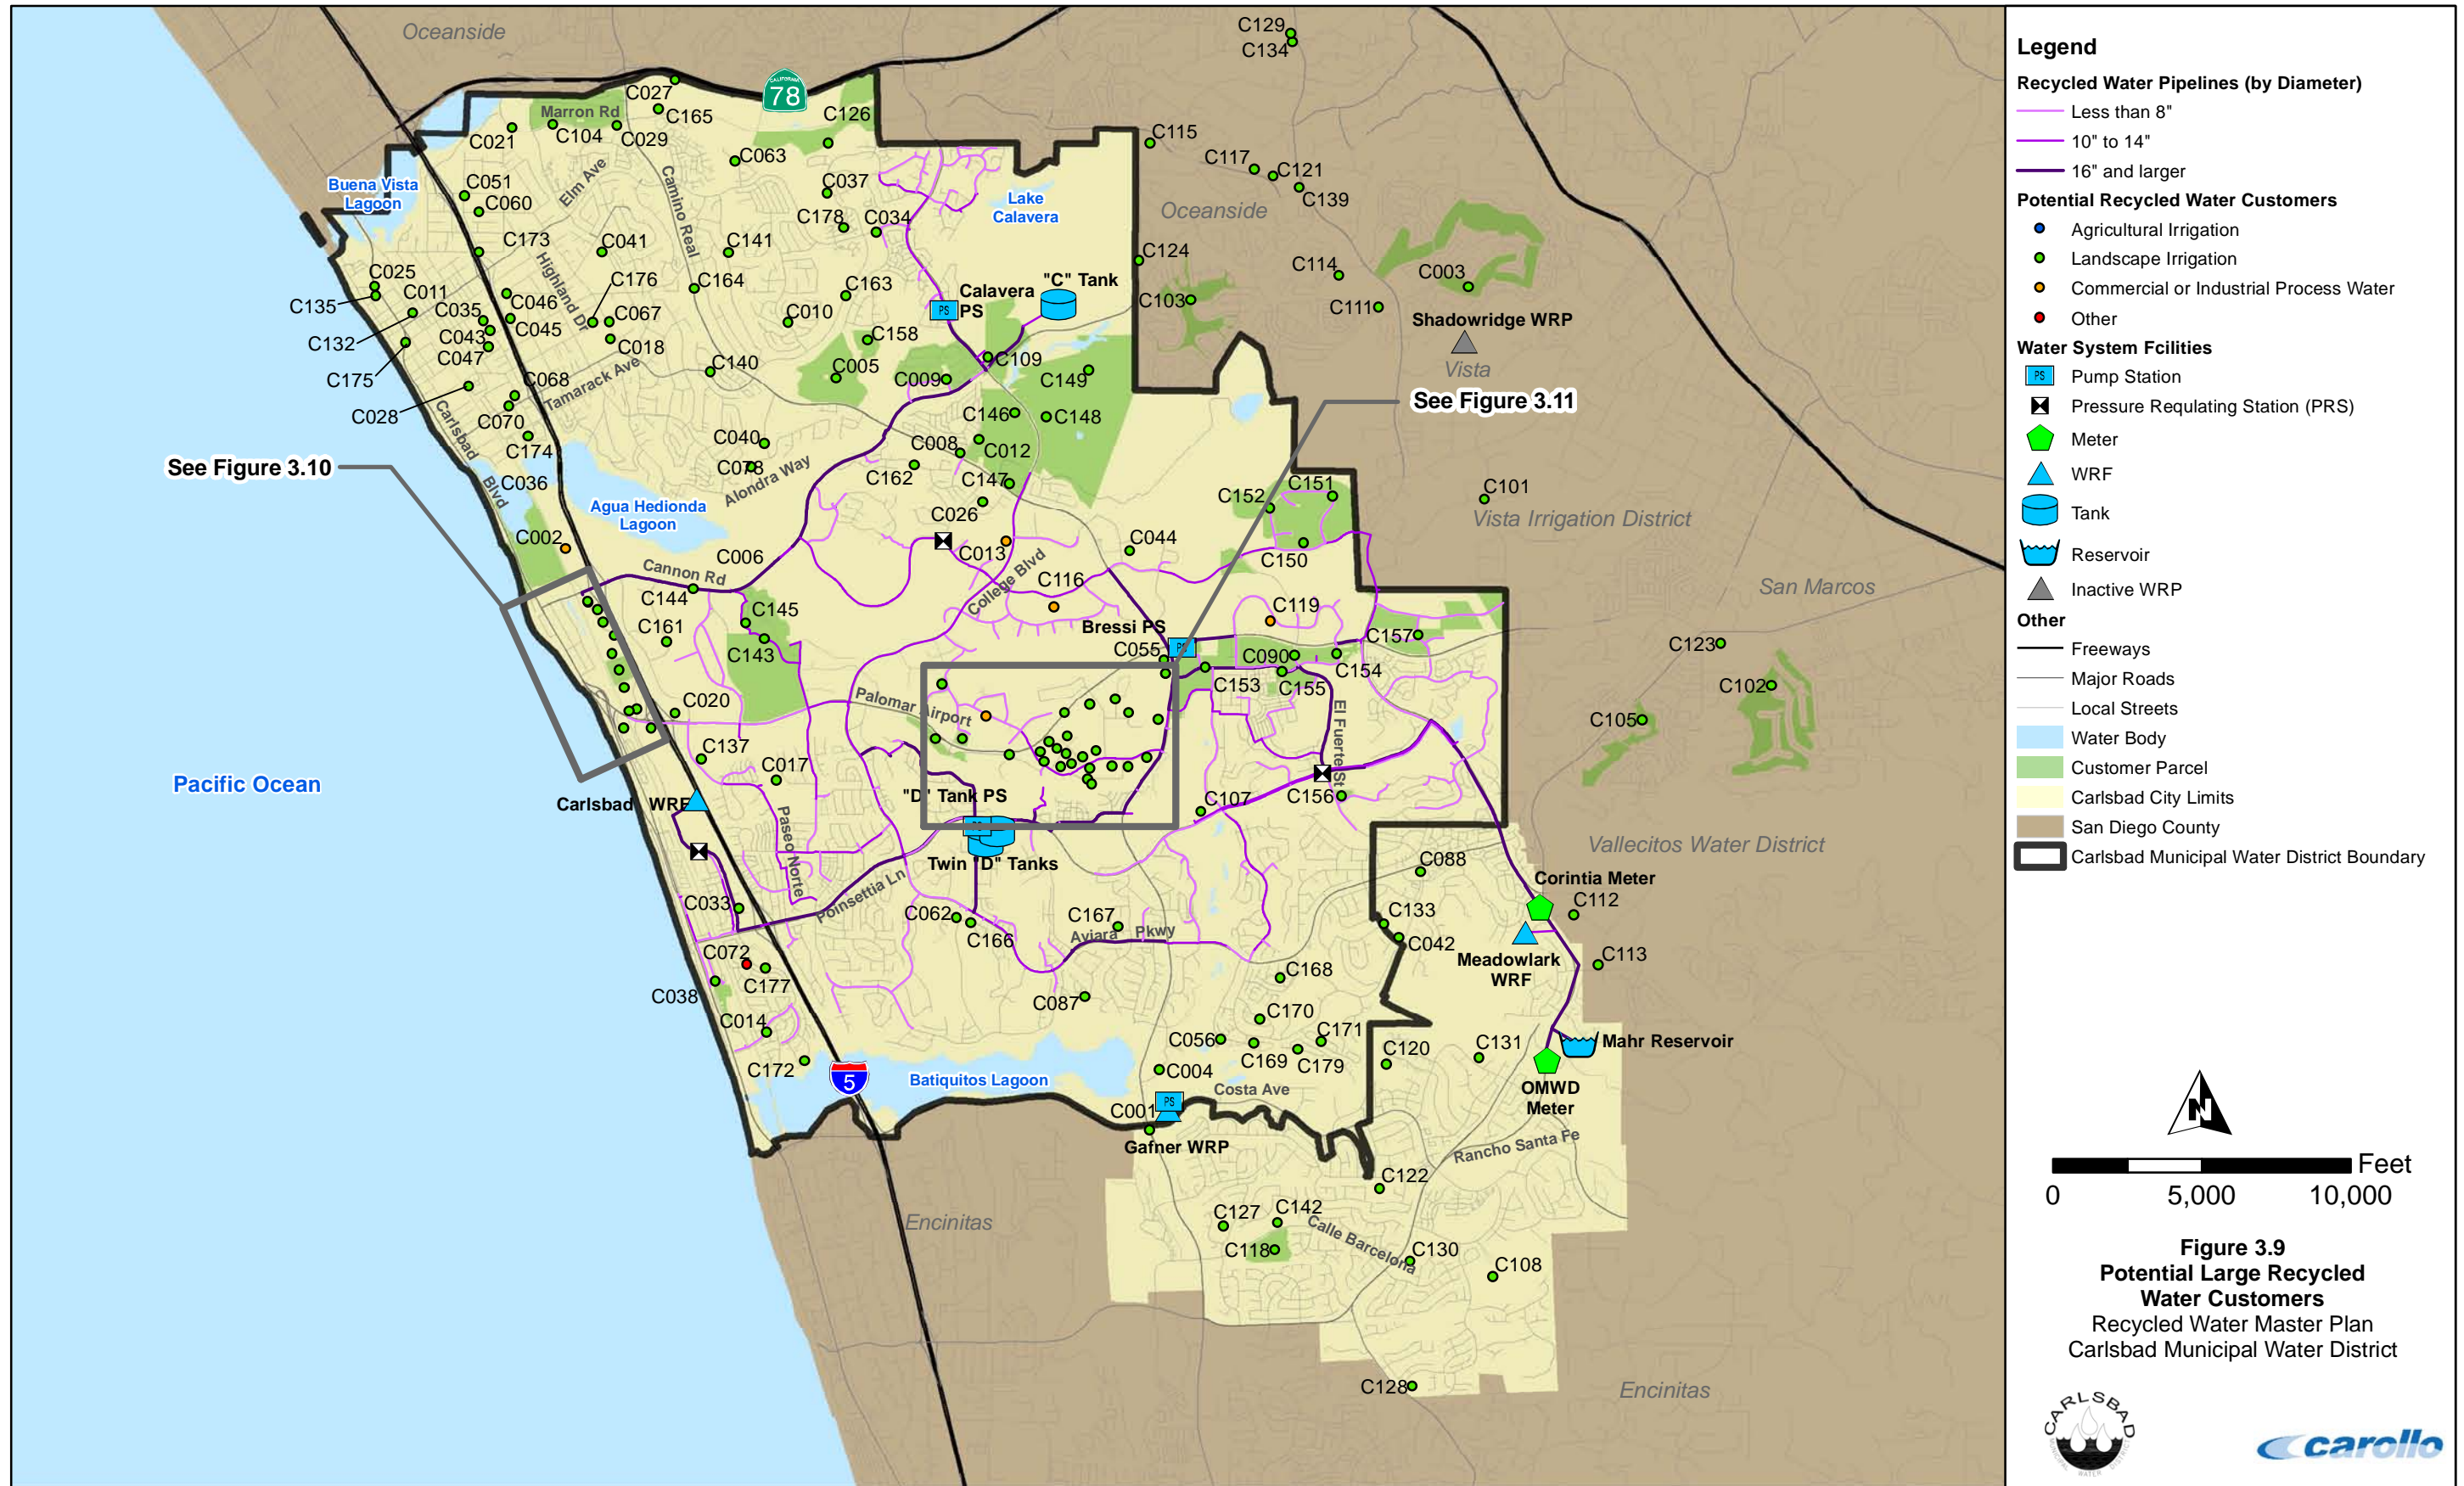 Oceanside
C129
C134
CALIFORNIA
78
C027
C165
Marron Rd
C021
C104
C029
C126
C063
C115
C117
C121
C139
Buena Vista
Lagoon
C051
C060
Elm Ave
Camino Real
C037
C178
C034
Lake
Calavera
Oceanside
C173
C041
C141
C124
C025
C135
C011
C132
C175
C035
C043
C047
C046
C045
Highland Dr
C176
C067
C018
C164
C163
C010
C158
PS
Calavera
PS
"C" Tank
C103
C114
C111
C003
Shadowridge WRP
Vista
C028
C068
C070
C174
Tamarack Ave
Carlsbad
Blvd
C140
C005
C009
C109
C149
C146
C148
See Figure 3.11
See Figure 3.10
C036
C040
C078
Alondra Way
C008
C012
C162
C147
C026
C152
C151
C101
Vista Irrigation District
Agua Hedionda
Lagoon
C002
C006
Cannon Rd
C013
College Blvd
C044
C150
C116
San Marcos
C144
C145
C161
C143
Bressi PS
PS
C055
C119
C157
C090
C154
C153
C155
C123
C102
C105
C020
Palomar Airport
El Fuerte St
C137
C017
Pacific Ocean
Carlsbad WRF
"D" Tank PS
PS
Twin "D" Tanks
C107
C156
Paseo Norte
Poinsettia Ln
Vallecitos Water District
C088
Corintia Meter
C112
C033
C062
C166
C167
Aviara Pkwy
C133
C042
Meadowlark
WRF
C113
C072
C177
C038
C014
C087
C168
C170
C171
C056
C169
C179
C120
C131
Mahr Reservoir
C172
5
Batiquitos Lagoon
C004
Costa Ave
OMWD
Meter
C001
PS
Gafner WRP
Rancho Santa Fe
C122
Encinitas
C127
C142
C118
Calle Barcelona
C130
C108
C128
Encinitas
Legend
Recycled Water Pipelines (by Diameter)
Less than 8"
10" to 14"
16" and larger
Potential Recycled Water Customers
Agricultural Irrigation
Landscape Irrigation
Commercial or Industrial Process Water
Other
Water System Fcilities
PS Pump Station
Pressure Requlating Station (PRS)
Meter
WRF
Tank
Reservoir
Inactive WRP
Other
Freeways
Major Roads
Local Streets
Water Body
Customer Parcel
Carlsbad City Limits
San Diego County
Carlsbad Municipal Water District Boundary
N
Feet
0 5,000 10,000
Figure 3.9
Potential Large Recycled
Water Customers
Recycled Water Master Plan
Carlsbad Municipal Water District
CARLSBAD
MUNICIPAL WATER DISTRICT
carollo